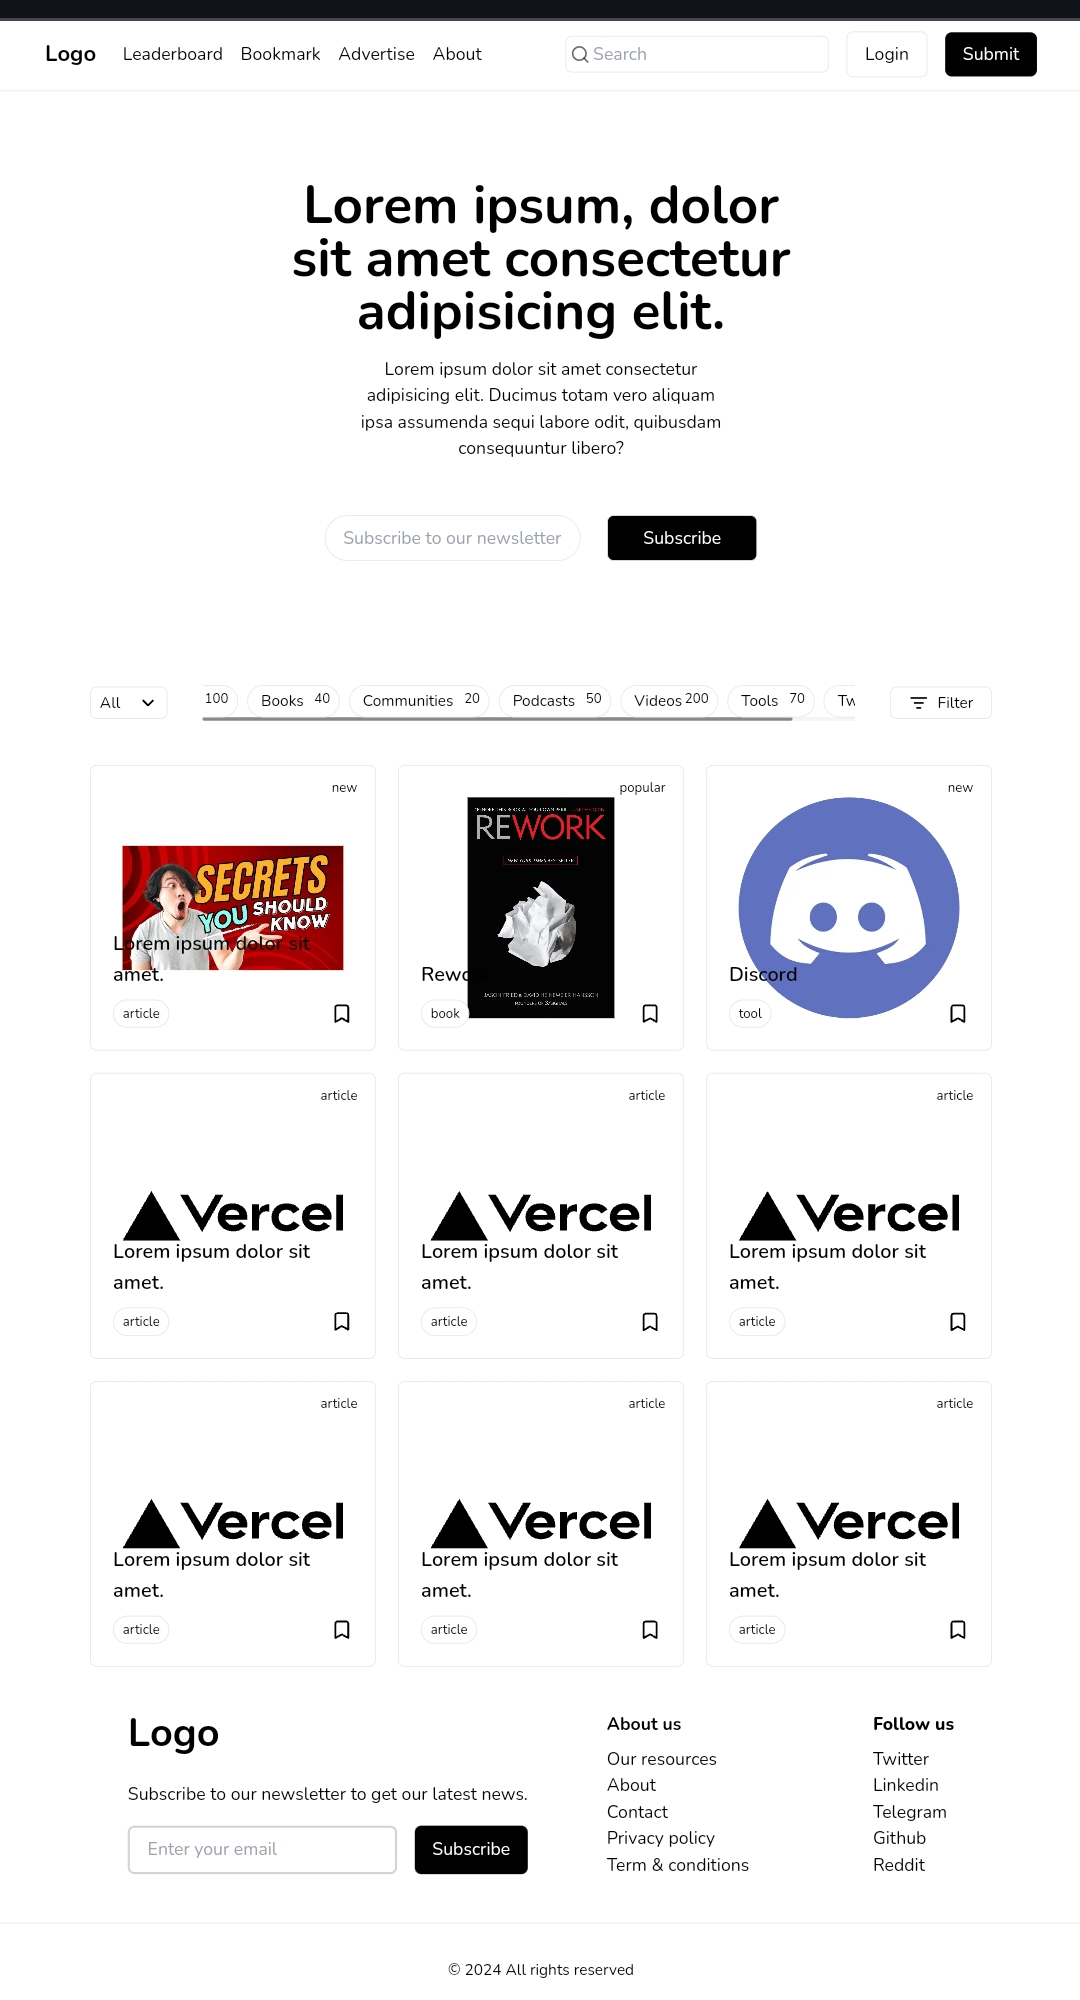 Logo Leaderboard Bookmark Advertise About Search Login Submit
Lorem ipsum, dolor
sit amet consectetur
adipisicing elit.
Lorem ipsum dolor sit amet consectetur
adipisicing elit. Ducimus totam vero aliquam
ipsa assumenda sequi labore odit, quibusdam
consequuntur libero?
Subscribe to our newsletter Subscribe
All 100 Books 40 Communities 20 Podcasts 50 Videos 200 Tools 70 Tw Filter
new
SECRETS
YOU SHOULD
KNOW
Lorem ipsum dolor sit
amet.
article
popular
REWORK
JASON FRIED & DAVID HEINEMEIER HANSSON
Rework
book
new
Discord
tool
article
Vercel
Lorem ipsum dolor sit
amet.
article
article
Vercel
Lorem ipsum dolor sit
amet.
article
article
Vercel
Lorem ipsum dolor sit
amet.
article
article
Vercel
Lorem ipsum dolor sit
amet.
article
article
Vercel
Lorem ipsum dolor sit
amet.
article
article
Vercel
Lorem ipsum dolor sit
amet.
article
Logo
Subscribe to our newsletter to get our latest news.
Enter your email Subscribe
About us
Our resources
About
Contact
Privacy policy
Term & conditions
Follow us
Twitter
Linkedin
Telegram
Github
Reddit
© 2024 All rights reserved